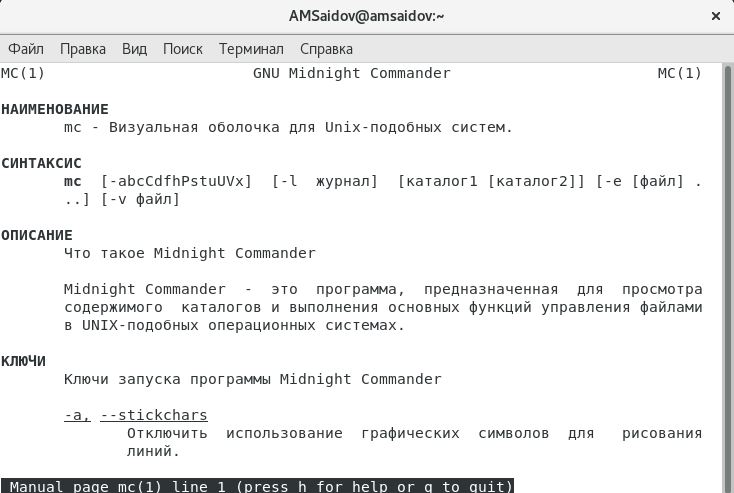 AMSaidov@amsaidov:~
Файл Правка Вид Поиск Терминал Справка
MC(1) GNU Midnight Commander MC(1)
НАИМЕНОВАНИЕ
mc - Визуальная оболочка для Unix-подобных систем.
СИНТАКСИС
mc [-abcCdfhPstuUVx] [-l журнал] [каталог1 [каталог2]] [-e [файл] .
..] [-v файл]
ОПИСАНИЕ
Что такое Midnight Commander
Midnight Commander - это программа, предназначенная для просмотра
содержимого каталогов и выполнения основных функций управления файлами
в UNIX-подобных операционных системах.
КЛЮЧИ
Ключи запуска программы Midnight Commander
-a, --stickchars
Отключить использование графических символов для рисования
линий.
Manual page mc(1) line 1 (press h for help or q to quit)